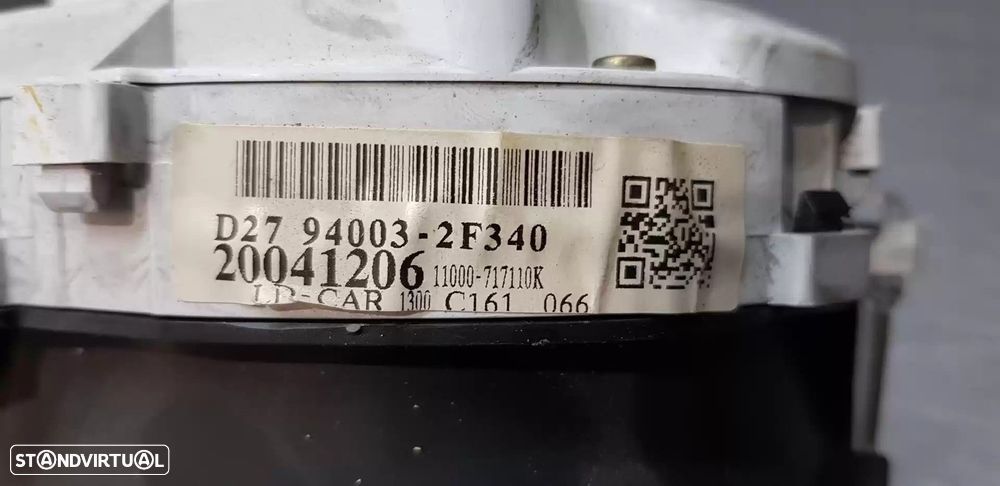 D27 94003-2F340
20041206 11000-717110K
LD-CAR 1300 C161 066
STANDVIRTUAL